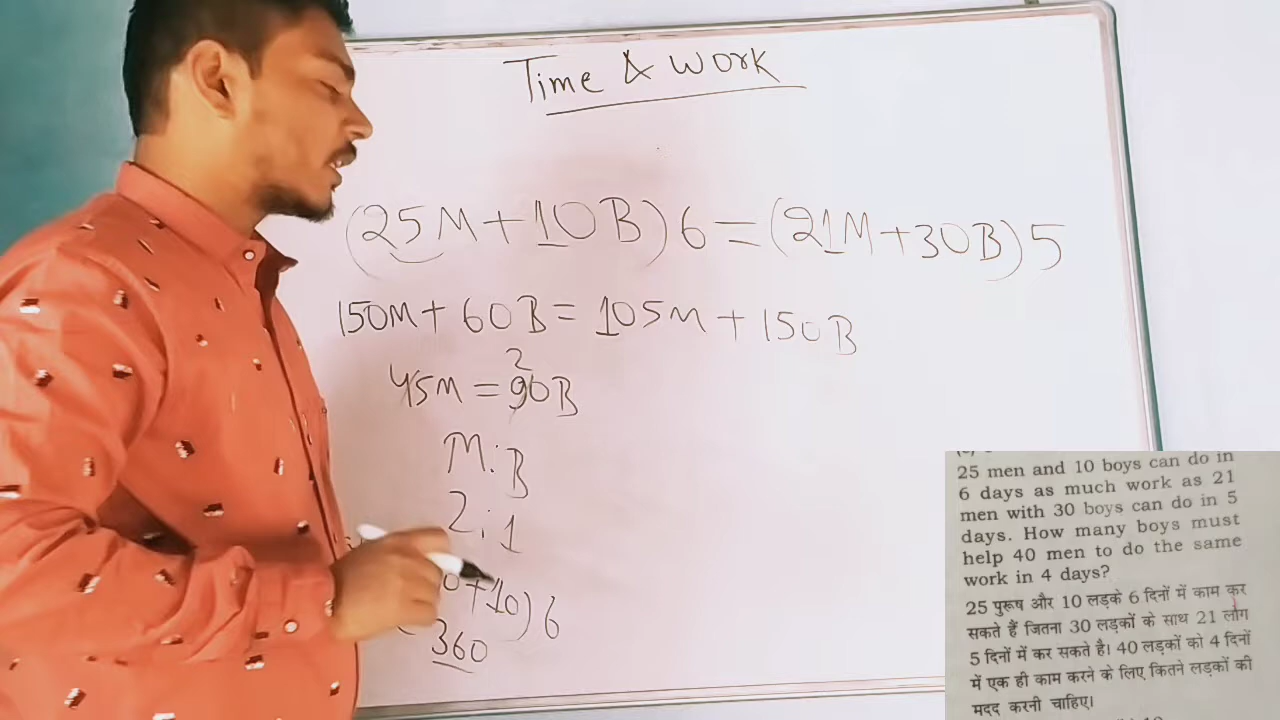 Time & Work
(25M+10B)6=(21M+30B)5
150M+60B=105M+150B
2
45M=90B
M:B
2:1
0+10)6
360
25 men and 10 boys can do in
6 days as much work as 21
men with 30 boys can do in 5
days. How many boys must
help 40 men to do the same
work in 4 days?
25 पुरूष और 10 लड़के 6 दिनों में काम कर
सकते हैं जितना 30 लड़कों के साथ 21 लोग
5 दिनों में कर सकते है। 40 लड़कों को 4 दिनों
में एक ही काम करने के लिए कितने लड़कों की
मदद करनी चाहिए।